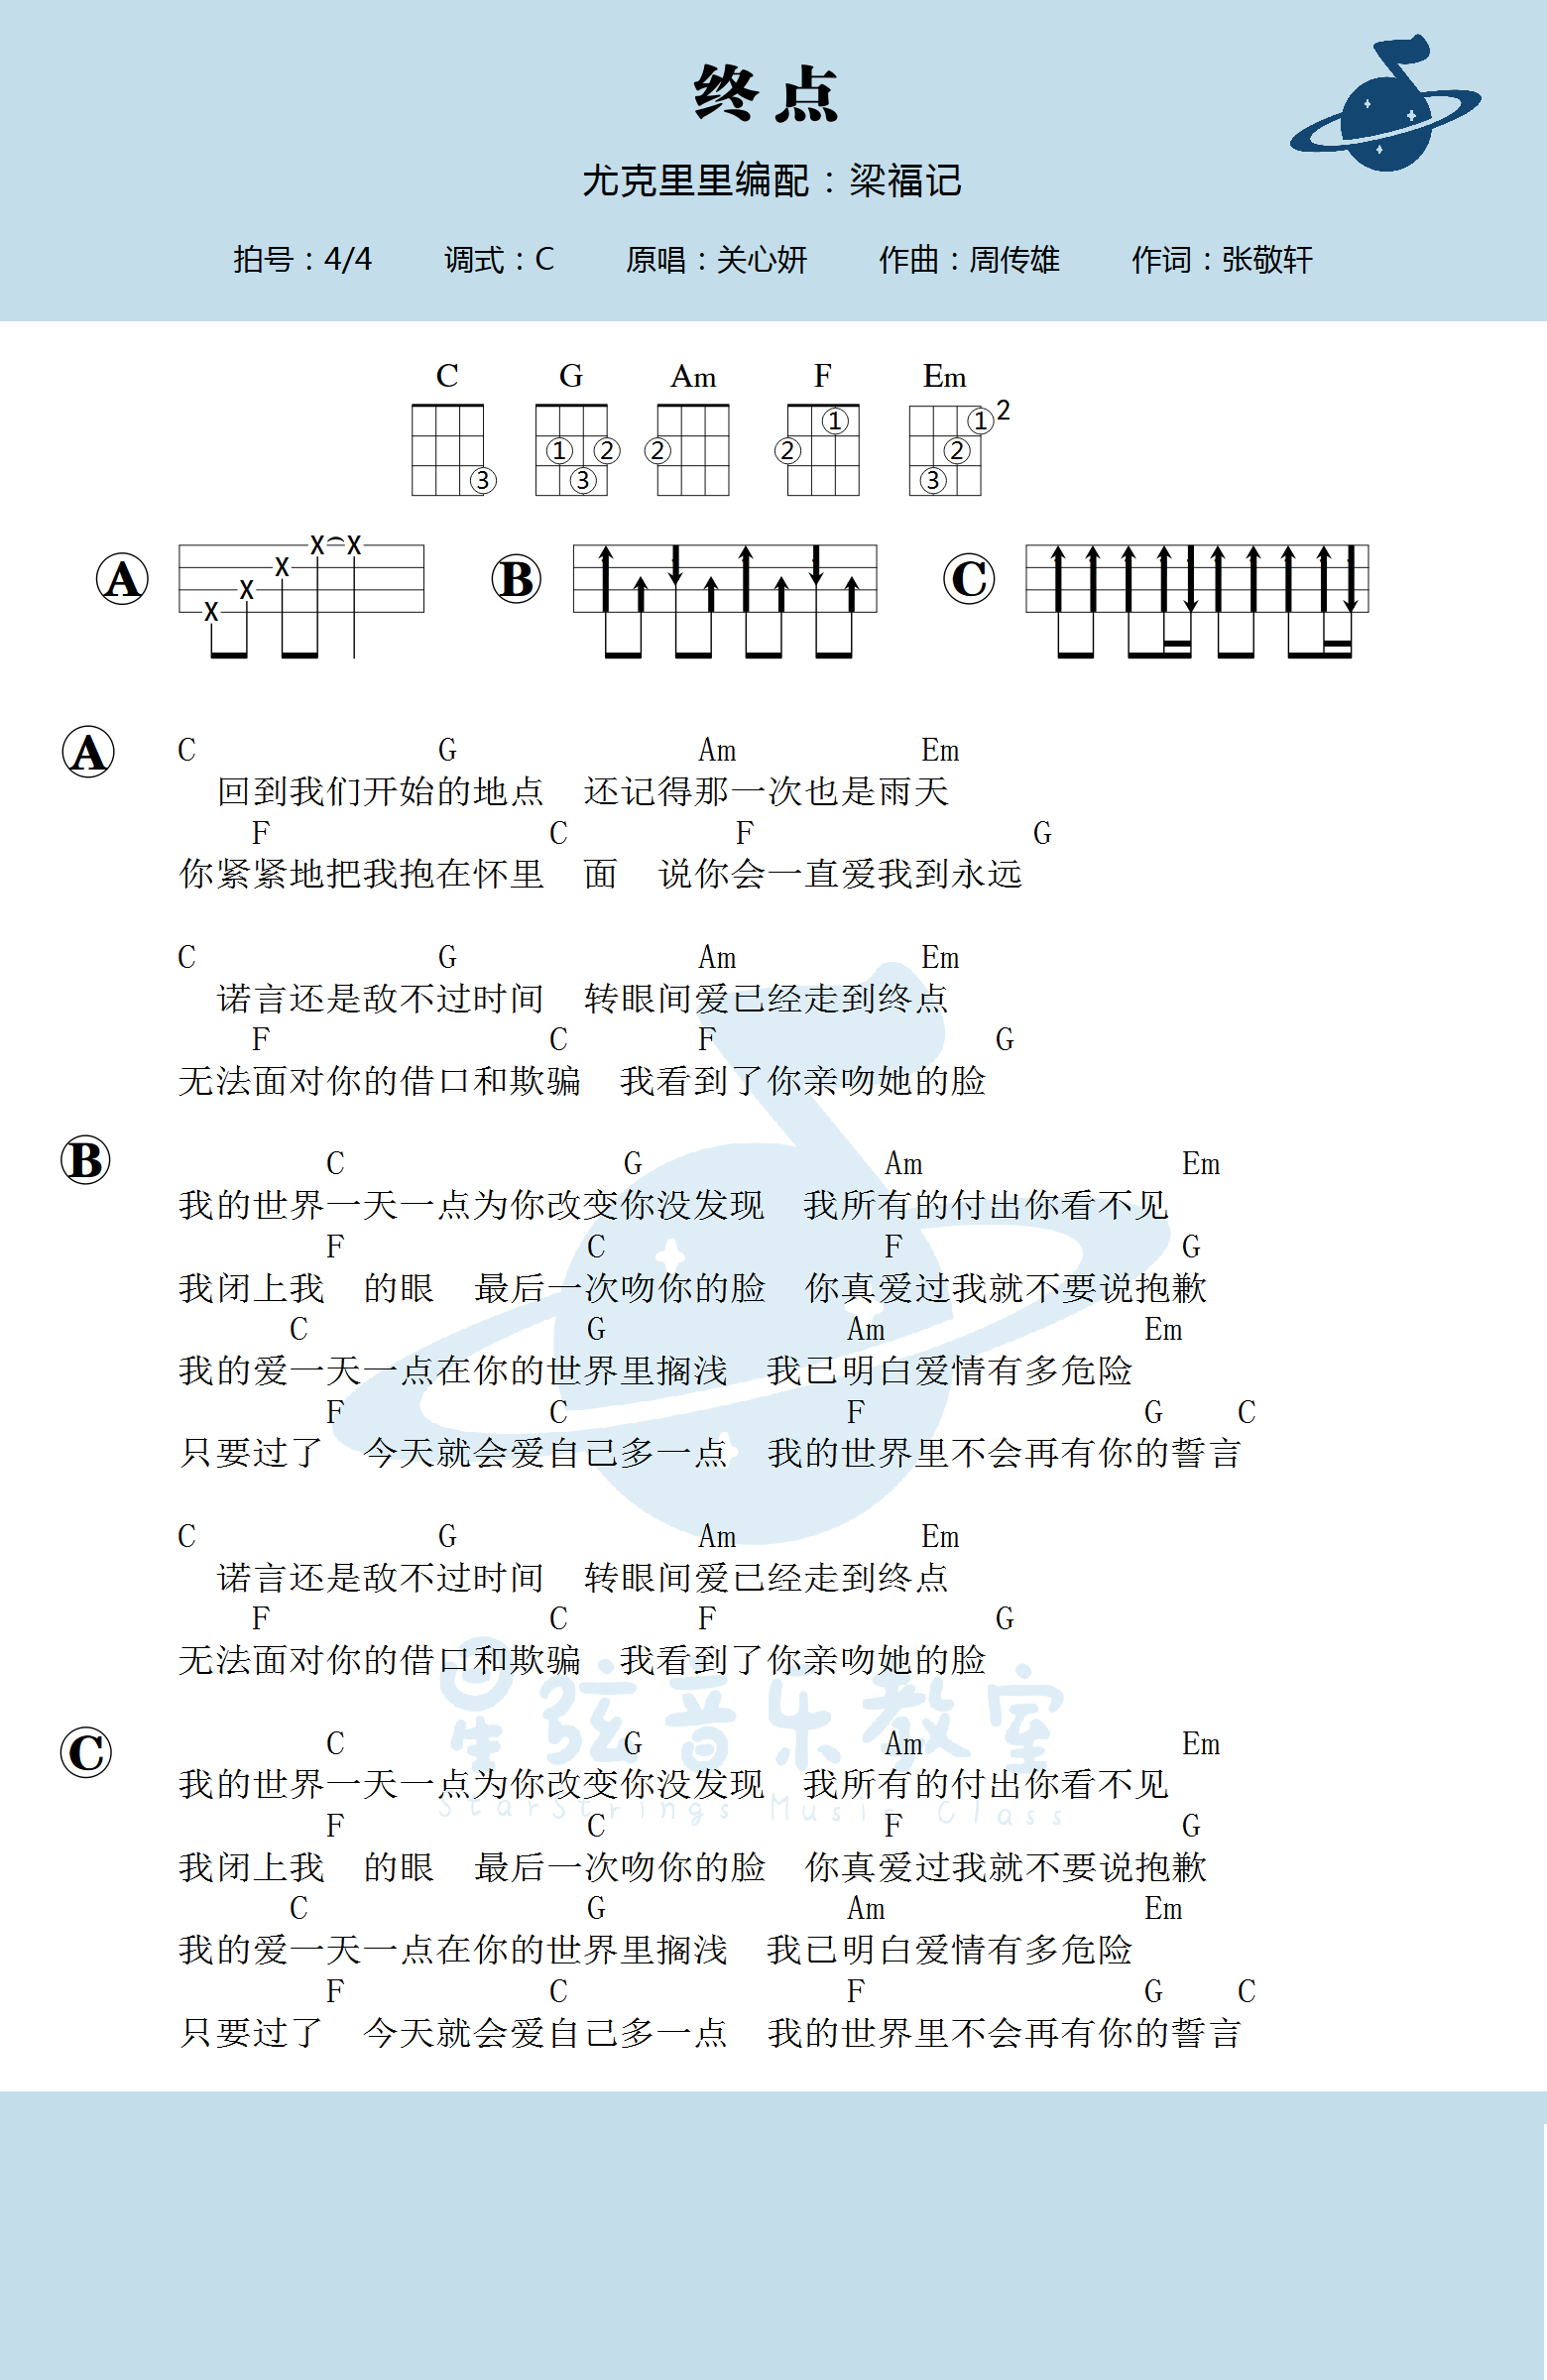 终点
尤克里里编配：梁福记
拍号：4/4 调式：C 原唱：关心妍 作曲：周传雄 作词：张敬轩
C G Am F Em
3 1 2 3 2 1 2 1 2 3 2
A X X X X X B C
A C G Am Em
回到我们开始的地点 还记得那一次也是雨天
F C F G
你紧紧地把我抱在怀里 面 说你会一直爱我到永远
C G Am Em
诺言还是敌不过时间 转眼间爱已经走到终点
F C F G
无法面对你的借口和欺骗 我看到了你亲吻她的脸
B C G Am Em
我的世界一天一点为你改变你没发现 我所有的付出你看不见
F C F G
我闭上我 的眼 最后一次吻你的脸 你真爱过我就不要说抱歉
C G Am Em
我的爱一天一点在你的世界里搁浅 我已明白爱情有多危险
F C F G C
只要过了 今天就会爱自己多一点 我的世界里不会再有你的誓言
C G Am Em
诺言还是敌不过时间 转眼间爱已经走到终点
F C F G
无法面对你的借口和欺骗 我看到了你亲吻她的脸
星弦音乐教室
C C G Am Em
我的世界一天一点为你改变你没发现 我所有的付出你看不见
StarStrings Music Class
F C F G
我闭上我 的眼 最后一次吻你的脸 你真爱过我就不要说抱歉
C G Am Em
我的爱一天一点在你的世界里搁浅 我已明白爱情有多危险
F C F G C
只要过了 今天就会爱自己多一点 我的世界里不会再有你的誓言